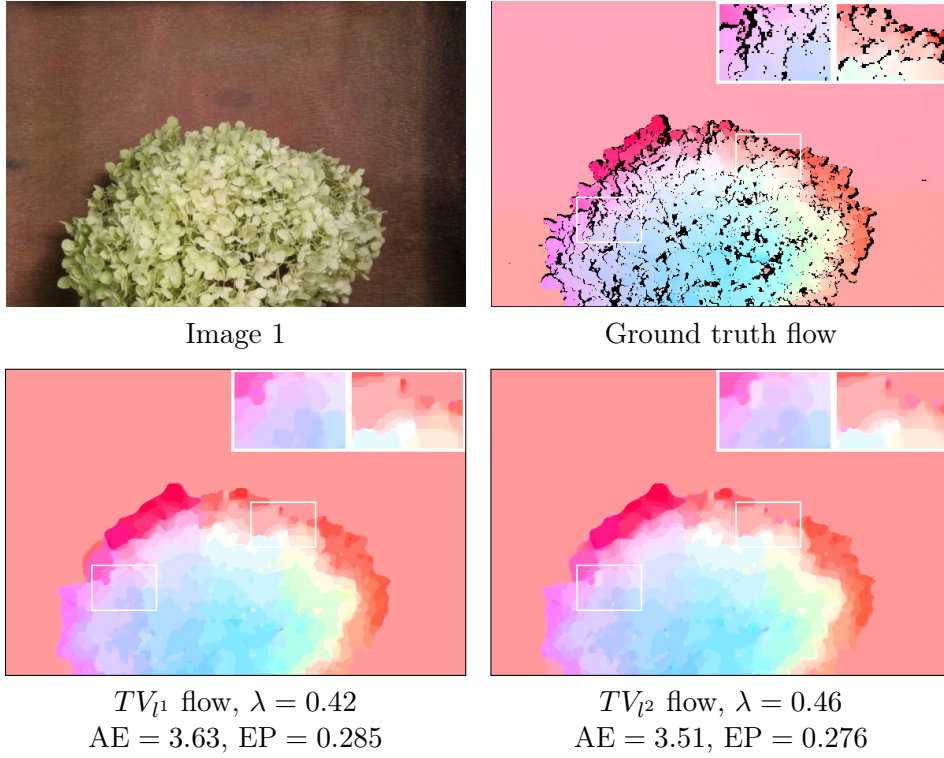 Image 1
Ground truth flow
TV_{l^1} flow, λ = 0.42
AE = 3.63, EP = 0.285
TV_{l^2} flow, λ = 0.46
AE = 3.51, EP = 0.276